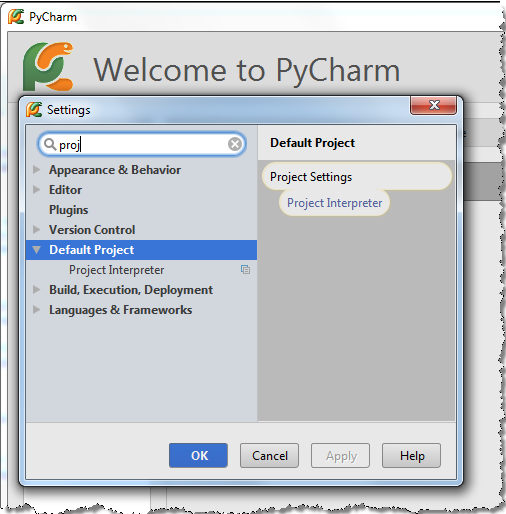 PyCharm
Welcome to PyCharm
Settings
proj
Appearance & Behavior
Editor
Plugins
Version Control
Default Project
Project Interpreter
Build, Execution, Deployment
Languages & Frameworks
Default Project
Project Settings
Project Interpreter
OK
Cancel
Apply
Help